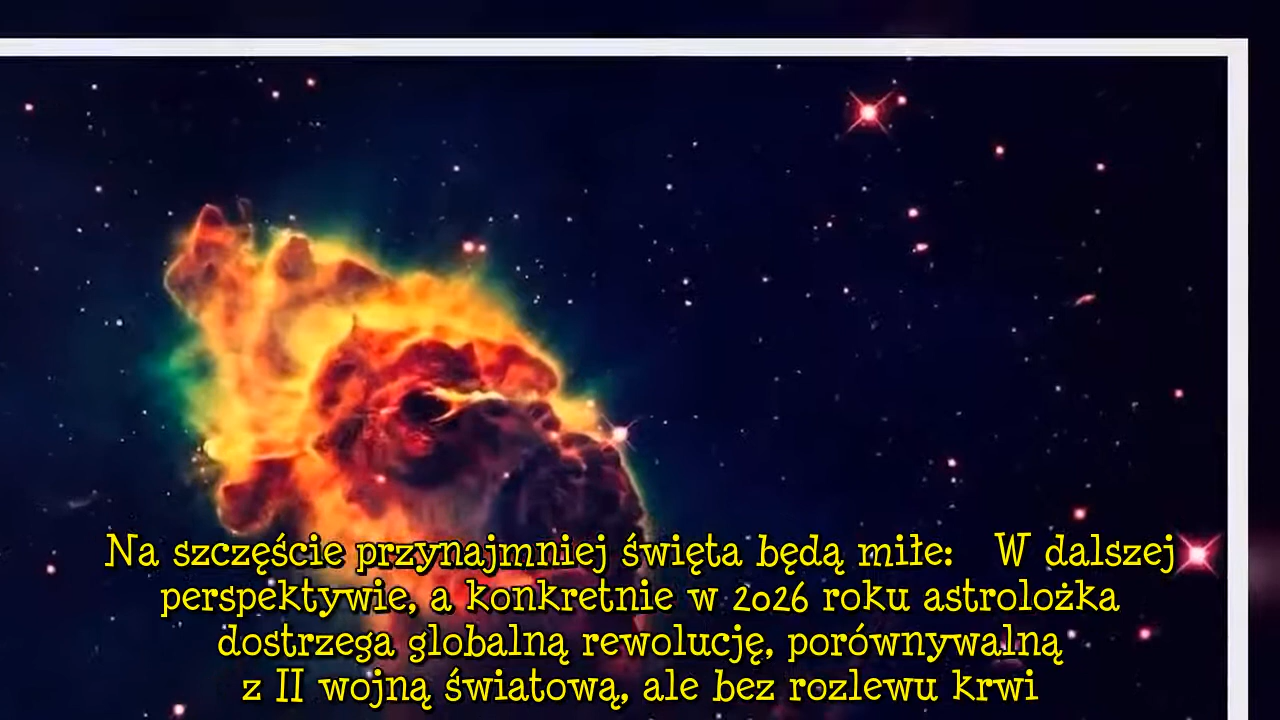 Na szczęście przynajmniej święta będą miłe:   W dalszej
perspektywie, a konkretnie w 2026 roku astrolożka
dostrzega globalną rewolucję, porównywalną
z II wojną światową, ale bez rozlewu krwi